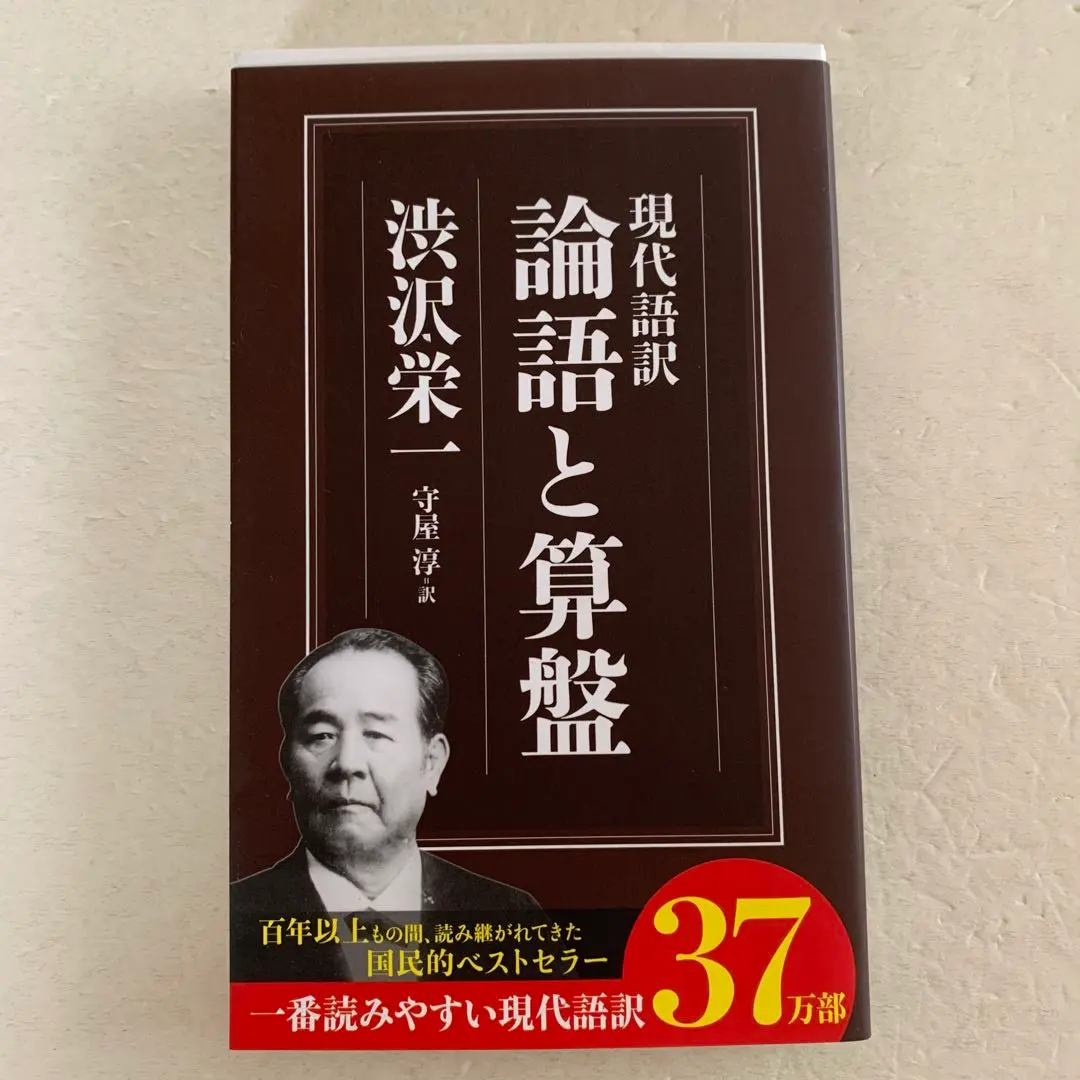 現代語訳
論語と算盤
渋沢栄一
守屋 淳=訳
百年以上もの間、読み継がれてきた
国民的ベストセラー
一番読みやすい現代語訳
37万部